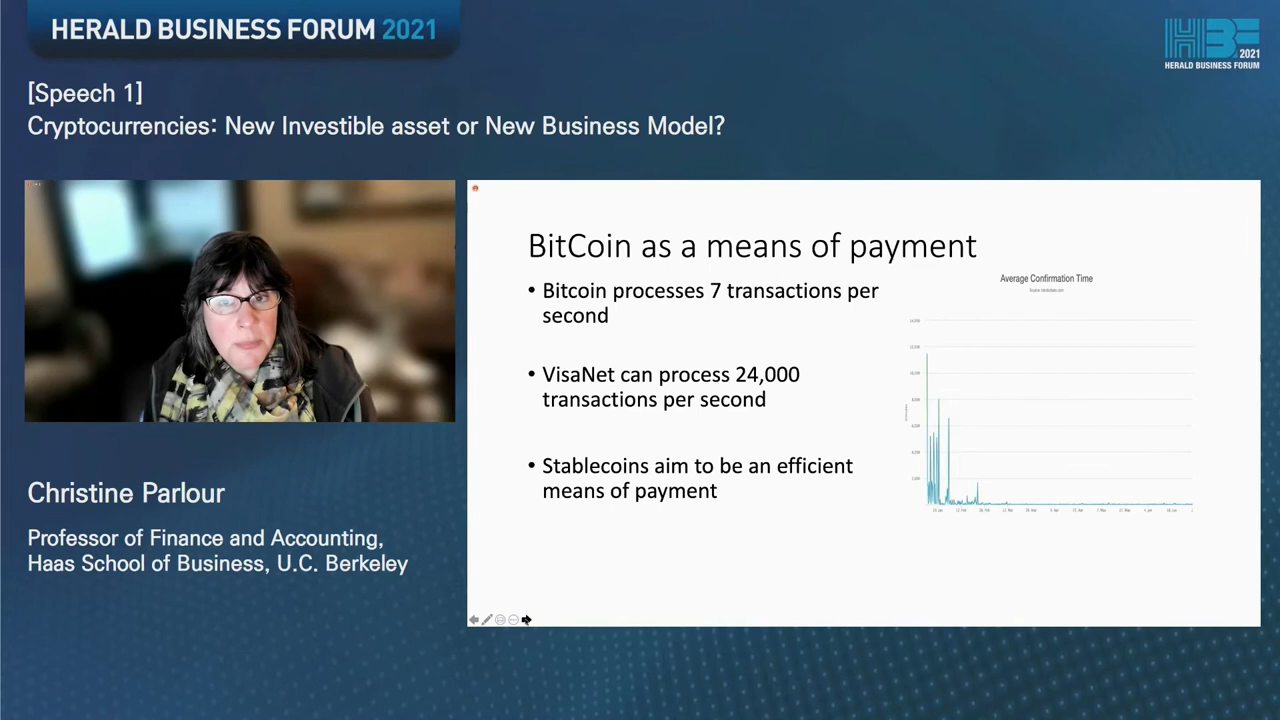 HERALD BUSINESS FORUM 2021
HBF 2021
HERALD BUSINESS FORUM
[Speech 1]
Cryptocurrencies: New Investible asset or New Business Model?
BitCoin as a means of payment
• Bitcoin processes 7 transactions per
second
• VisaNet can process 24,000
transactions per second
• Stablecoins aim to be an efficient
means of payment
Average Confirmation Time
Christine Parlour
Professor of Finance and Accounting,
Haas School of Business, U.C. Berkeley